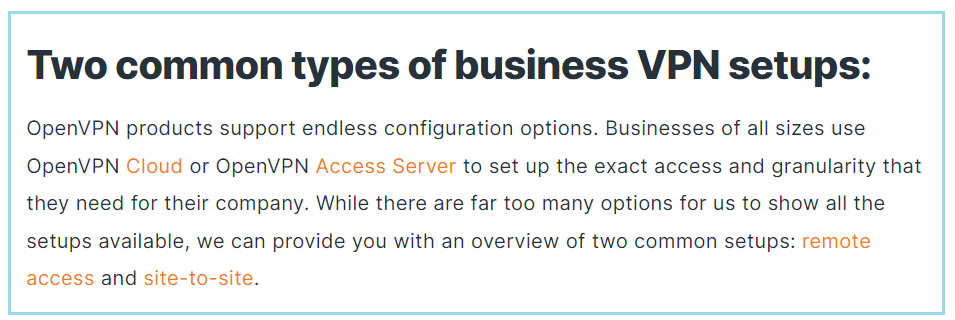 Two common types of business VPN setups:
OpenVPN products support endless configuration options. Businesses of all sizes use
OpenVPN Cloud or OpenVPN Access Server to set up the exact access and granularity that
they need for their company. While there are far too many options for us to show all the
setups available, we can provide you with an overview of two common setups: remote
access and site-to-site.